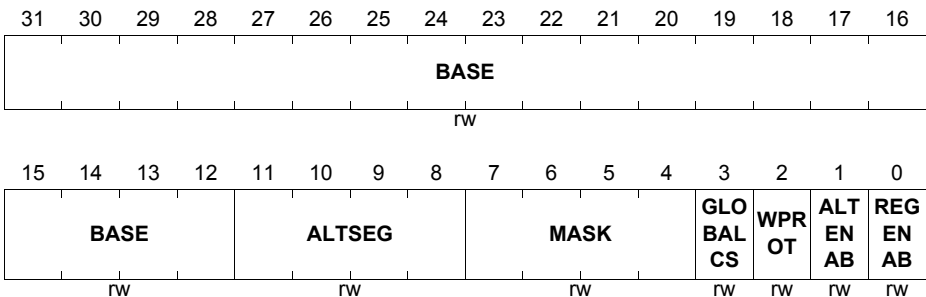 31 30 29 28 27 26 25 24 23 22 21 20 19 18 17 16
BASE
rw
15 14 13 12 11 10 9 8 7 6 5 4 3 2 1 0
BASE ALTSEG MASK GLO BAL CS WPR OT ALT EN AB REG EN AB
rw rw rw rw rw rw rw